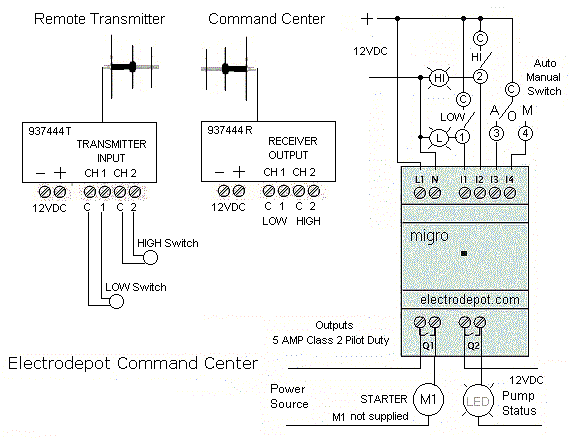 Remote Transmitter
Command Center
+
12VDC
C
HI
HI
2
Auto
Manual
Switch
C
C
LOW
A O M
L
1
3
4
937444T
TRANSMITTER
INPUT
− + CH 1 CH 2
12VDC C 1 C 2
HIGH Switch
LOW Switch
937444R
RECEIVER
OUTPUT
− + CH 1 CH 2
12VDC C 1 C 2
LOW HIGH
L1 N I1 I2 I3 I4
migro
electrodepot.com
Q1 Q2
Outputs
5 AMP Class 2 Pilot Duty
Electrodepot Command Center
Power
Source
STARTER
M1 not supplied
M1
LED
12VDC
Pump
Status